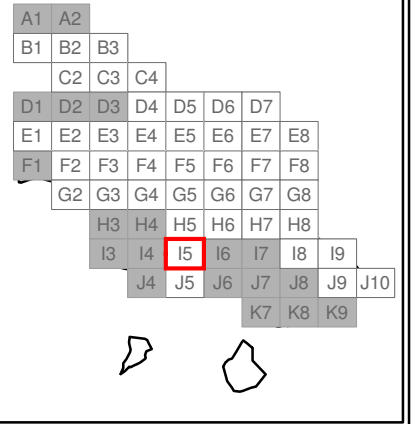 A1 A2
B1 B2 B3
C2 C3 C4
D1 D2 D3 D4 D5 D6 D7
E1 E2 E3 E4 E5 E6 E7 E8
F1 F2 F3 F4 F5 F6 F7 F8
G2 G3 G4 G5 G6 G7 G8
H3 H4 H5 H6 H7 H8
I3 I4 I5 I6 I7 I8 I9
J4 J5 J6 J7 J8 J9 J10
K7 K8 K9